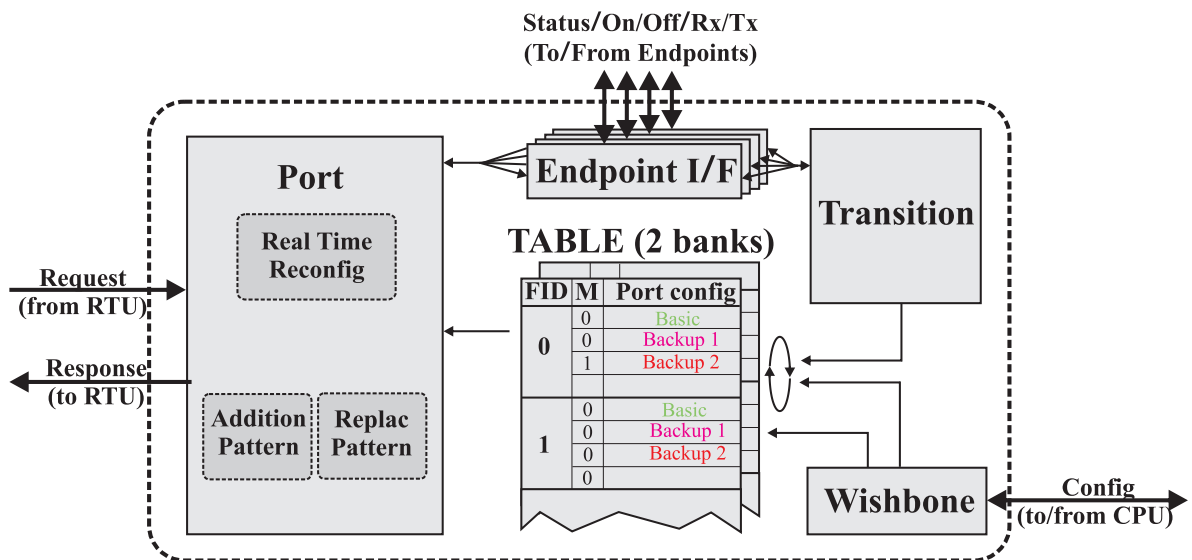 Status/On/Off/Rx/Tx
(To/From Endpoints)
Port
Endpoint I/F
Transition
Real Time
Reconfig
TABLE (2 banks)
Request
(from RTU)
FID M Port config
0
0 Basic
0 Backup 1
1 Backup 2
Response
(to RTU)
Addition
Pattern
Replac
Pattern
1
0 Basic
0 Backup 1
0 Backup 2
0
Wishbone
Config
(to/from CPU)